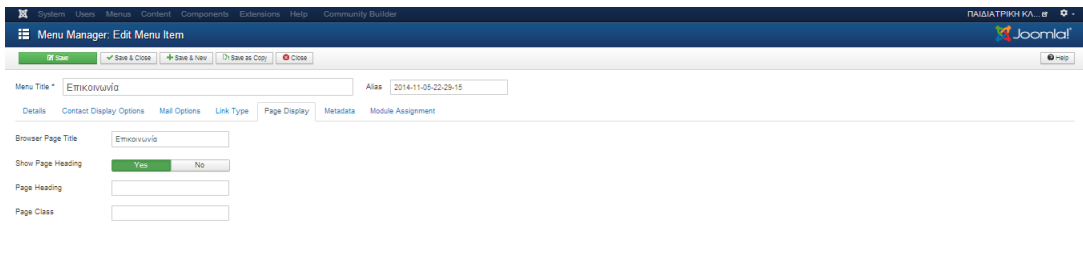 System Users Menus Content Components Extensions Help Community Builder ΠΑΙΔΙΑΤΡΙΚΗ ΚΛ...
Menu Manager: Edit Menu Item Joomla!
Save Save & Close Save & New Save as Copy Close Help
Menu Title * Επικοινωνία Alias 2014-11-05-22-29-15
Details Contact Display Options Mail Options Link Type Page Display Metadata Module Assignment
Browser Page Title Επικοινωνία
Show Page Heading Yes No
Page Heading
Page Class